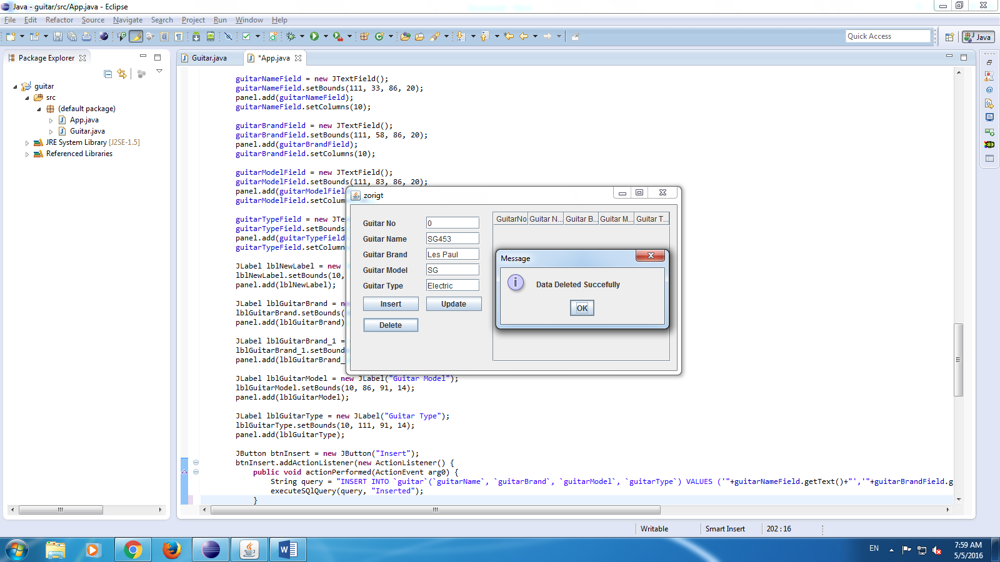 Java - guitar/src/App.java - Eclipse
File Edit Refactor Source Navigate Search Project Run Window Help
Quick Access
Java
Package Explorer
guitar
src
(default package)
App.java
Guitar.java
JRE System Library [J2SE-1.5]
Referenced Libraries
Guitar.java
*App.java
guitarNameField = new JTextField();
guitarNameField.setBounds(111, 33, 86, 20);
panel.add(guitarNameField);
guitarNameField.setColumns(10);
guitarBrandField = new JTextField();
guitarBrandField.setBounds(111, 58, 86, 20);
panel.add(guitarBrandField);
guitarBrandField.setColumns(10);
guitarModelField = new JTextField();
guitarModelField.setBounds(111, 83, 86, 20);
panel.add(guitarModelFiel
guitarModelField.setColum
guitarTypeField = new JTe
guitarTypeField.setBounds
panel.add(guitarTypeField
guitarTypeField.setColumn
JLabel lblNewLabel = new
lblNewLabel.setBounds(10,
panel.add(lblNewLabel);
JLabel lblGuitarBrand = n
lblGuitarBrand.setBounds(
panel.add(lblGuitarBrand)
JLabel lblGuitarBrand_1 =
lblGuitarBrand_1.setBound
panel.add(lblGuitarBrand_
JLabel lblGuitarModel = new JLabel("Guitar Model");
lblGuitarModel.setBounds(10, 86, 91, 14);
panel.add(lblGuitarModel);
JLabel lblGuitarType = new JLabel("Guitar Type");
lblGuitarType.setBounds(10, 111, 91, 14);
panel.add(lblGuitarType);
JButton btnInsert = new JButton("Insert");
btnInsert.addActionListener(new ActionListener() {
public void actionPerformed(ActionEvent arg0) {
String query = "INSERT INTO `guitar`(`guitarName`, `guitarBrand`, `guitarModel`, `guitarType`) VALUES ('"+guitarNameField.getText()+"','"+guitarBrandField.g
executeSQlQuery(query, "Inserted");
}
zorigt
Guitar No 0
Guitar Name SG453
Guitar Brand Les Paul
Guitar Model SG
Guitar Type Electric
Insert Update
Delete
GuitarNo Guitar N... Guitar B... Guitar M... Guitar T...
Message
Data Deleted Succefully
OK
Writable Smart Insert 202 : 16
EN
7:59 AM
5/5/2016